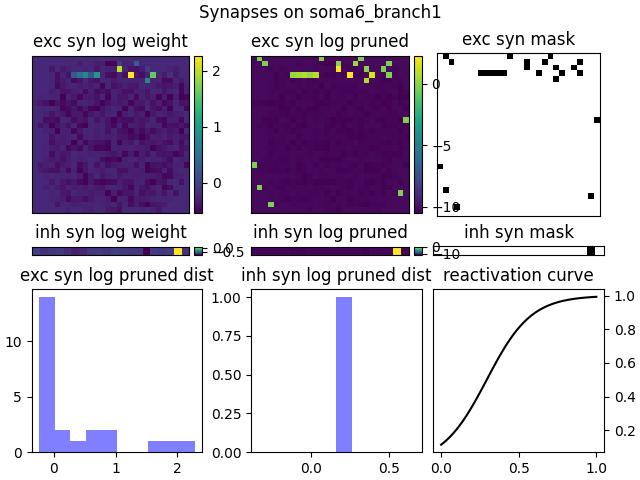 Synapses on soma6_branch1
exc syn log weight
exc syn log pruned
exc syn mask
2
1
0
0
−5
−10
inh syn log weight
inh syn log pruned
inh syn mask
0.0
−0.5
0
−10
exc syn log pruned dist
inh syn log pruned dist
reactivation curve
10
5
0
0 1 2
1.00
0.75
0.50
0.25
0.00
0.0 0.5
1.0
0.8
0.6
0.4
0.2
0.0 0.5 1.0